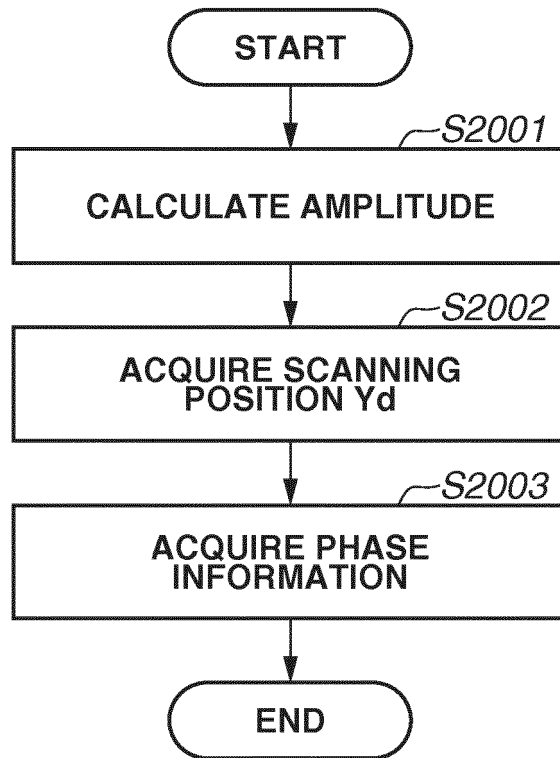 START
S2001
CALCULATE AMPLITUDE
S2002
ACQUIRE SCANNING
POSITION Yd
S2003
ACQUIRE PHASE
INFORMATION
END